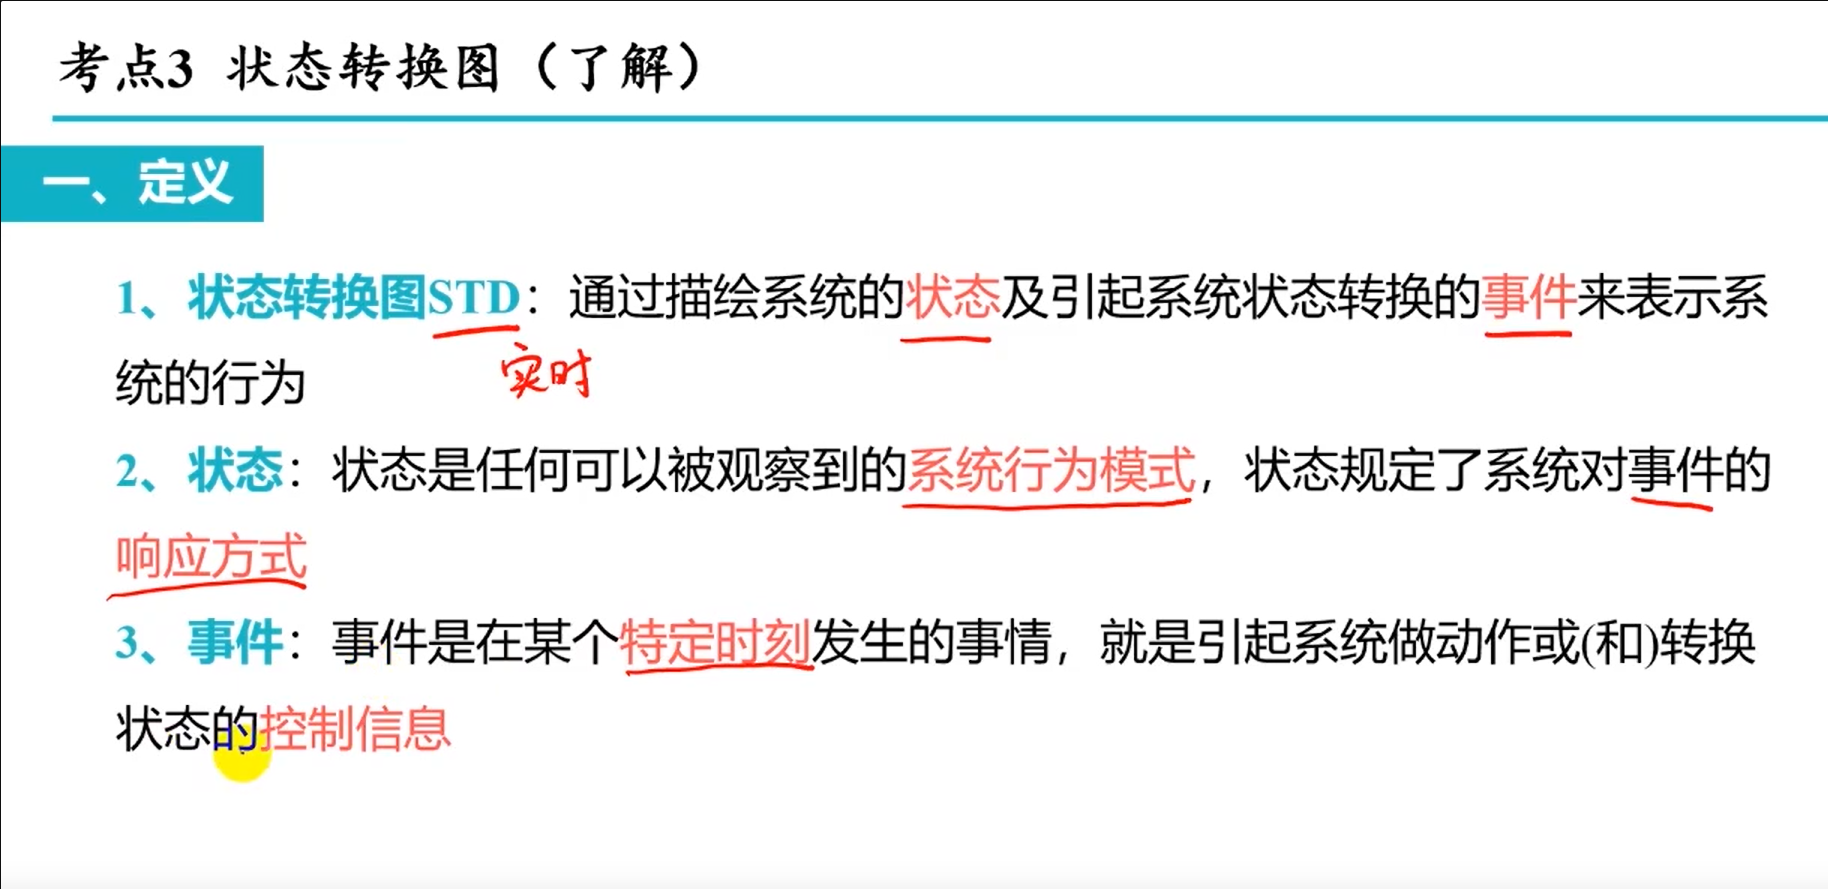 考点3 状态转换图（了解）
一、定义
1、状态转换图STD：通过描绘系统的状态及引起系统状态转换的事件来表示系
统的行为
实时
2、状态：状态是任何可以被观察到的系统行为模式，状态规定了系统对事件的
响应方式
3、事件：事件是在某个特定时刻发生的事情，就是引起系统做动作或(和)转换
状态的控制信息